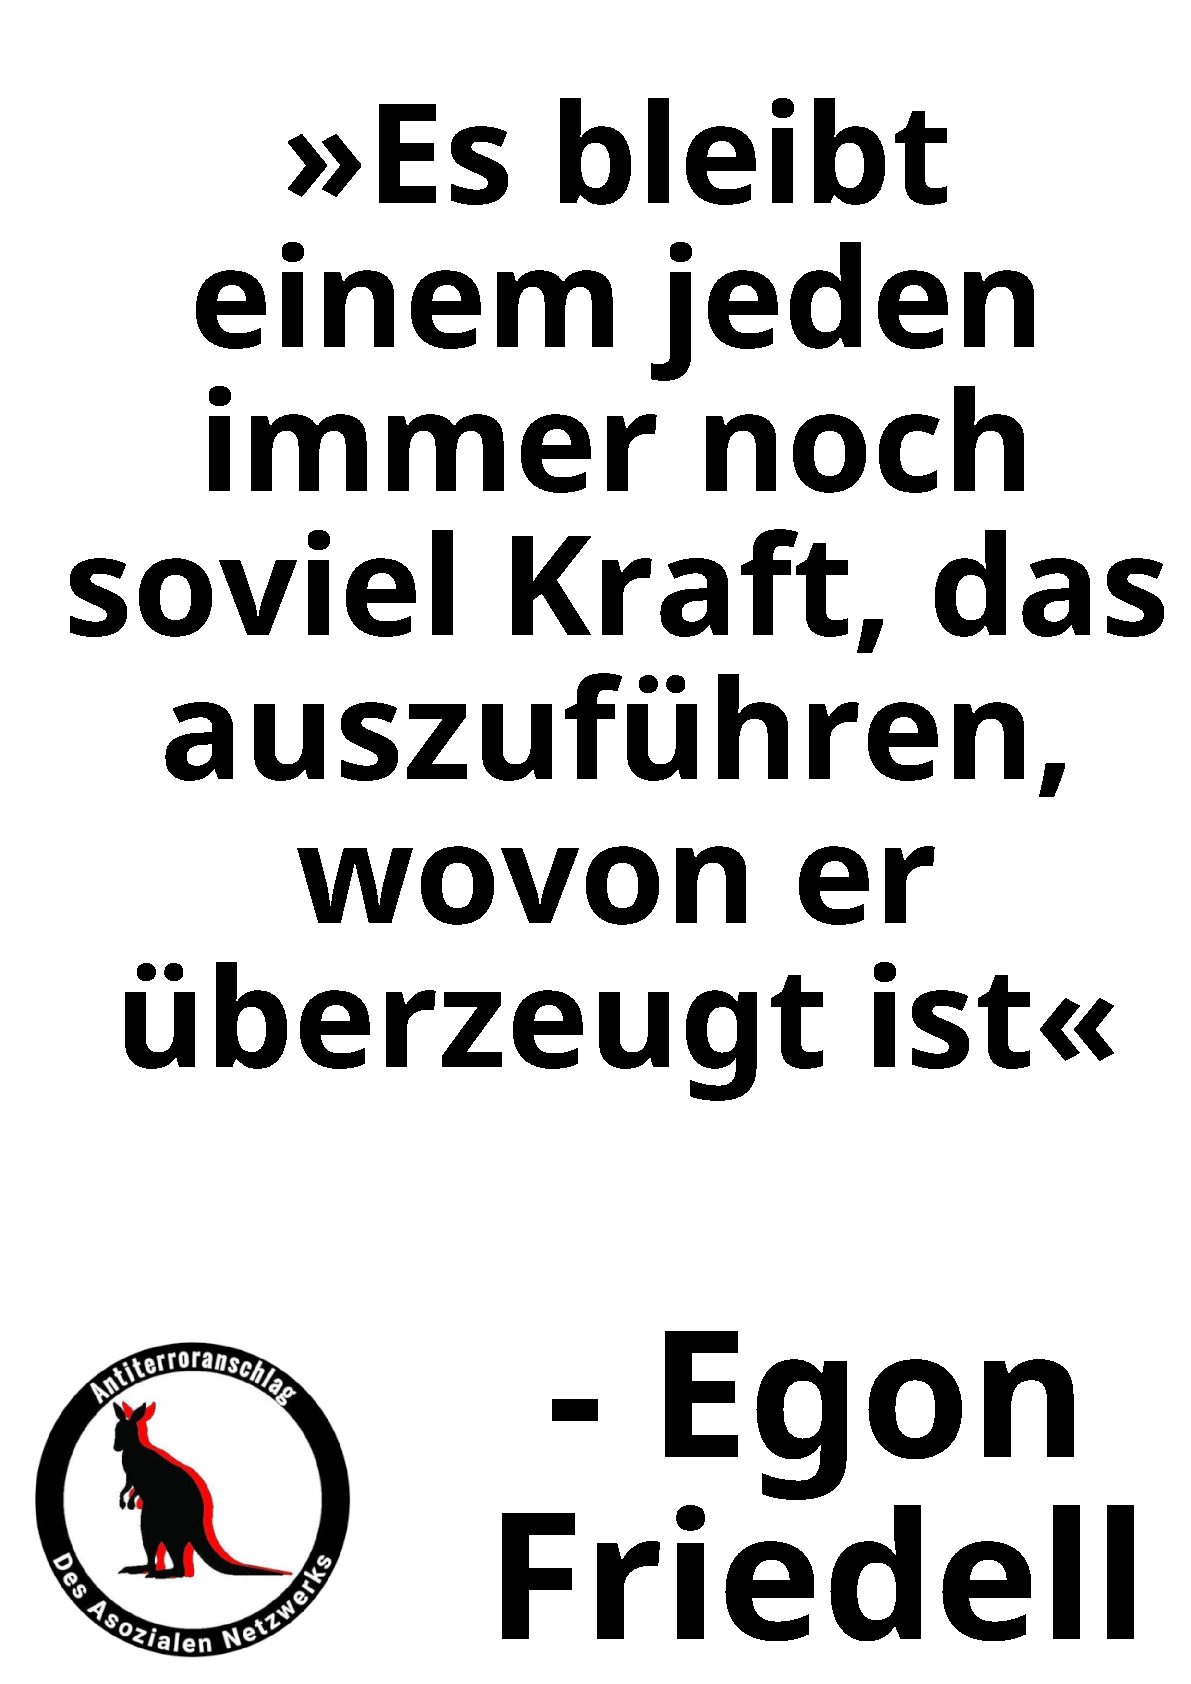 »Es bleibt
einem jeden
immer noch
soviel Kraft, das
auszuführen,
wovon er
überzeugt ist«
- Egon
Friedell
Antiterroranschlag
Des Asozialen Netzwerks